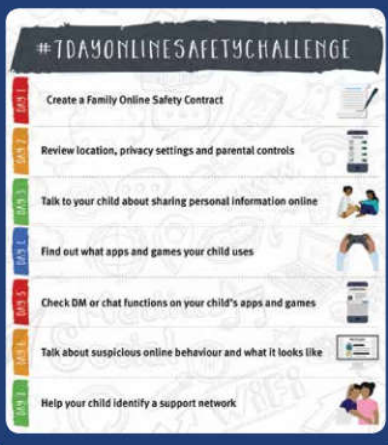 #7DAYONLINESAFETYCHALLENGE
DAY 1
Create a Family Online Safety Contract
DAY 2
Review location, privacy settings and parental controls
DAY 3
Talk to your child about sharing personal information online
DAY 4
Find out what apps and games your child uses
DAY 5
Check DM or chat functions on your child's apps and games
DAY 6
Talk about suspicious online behaviour and what it looks like
DAY 7
Help your child identify a support network